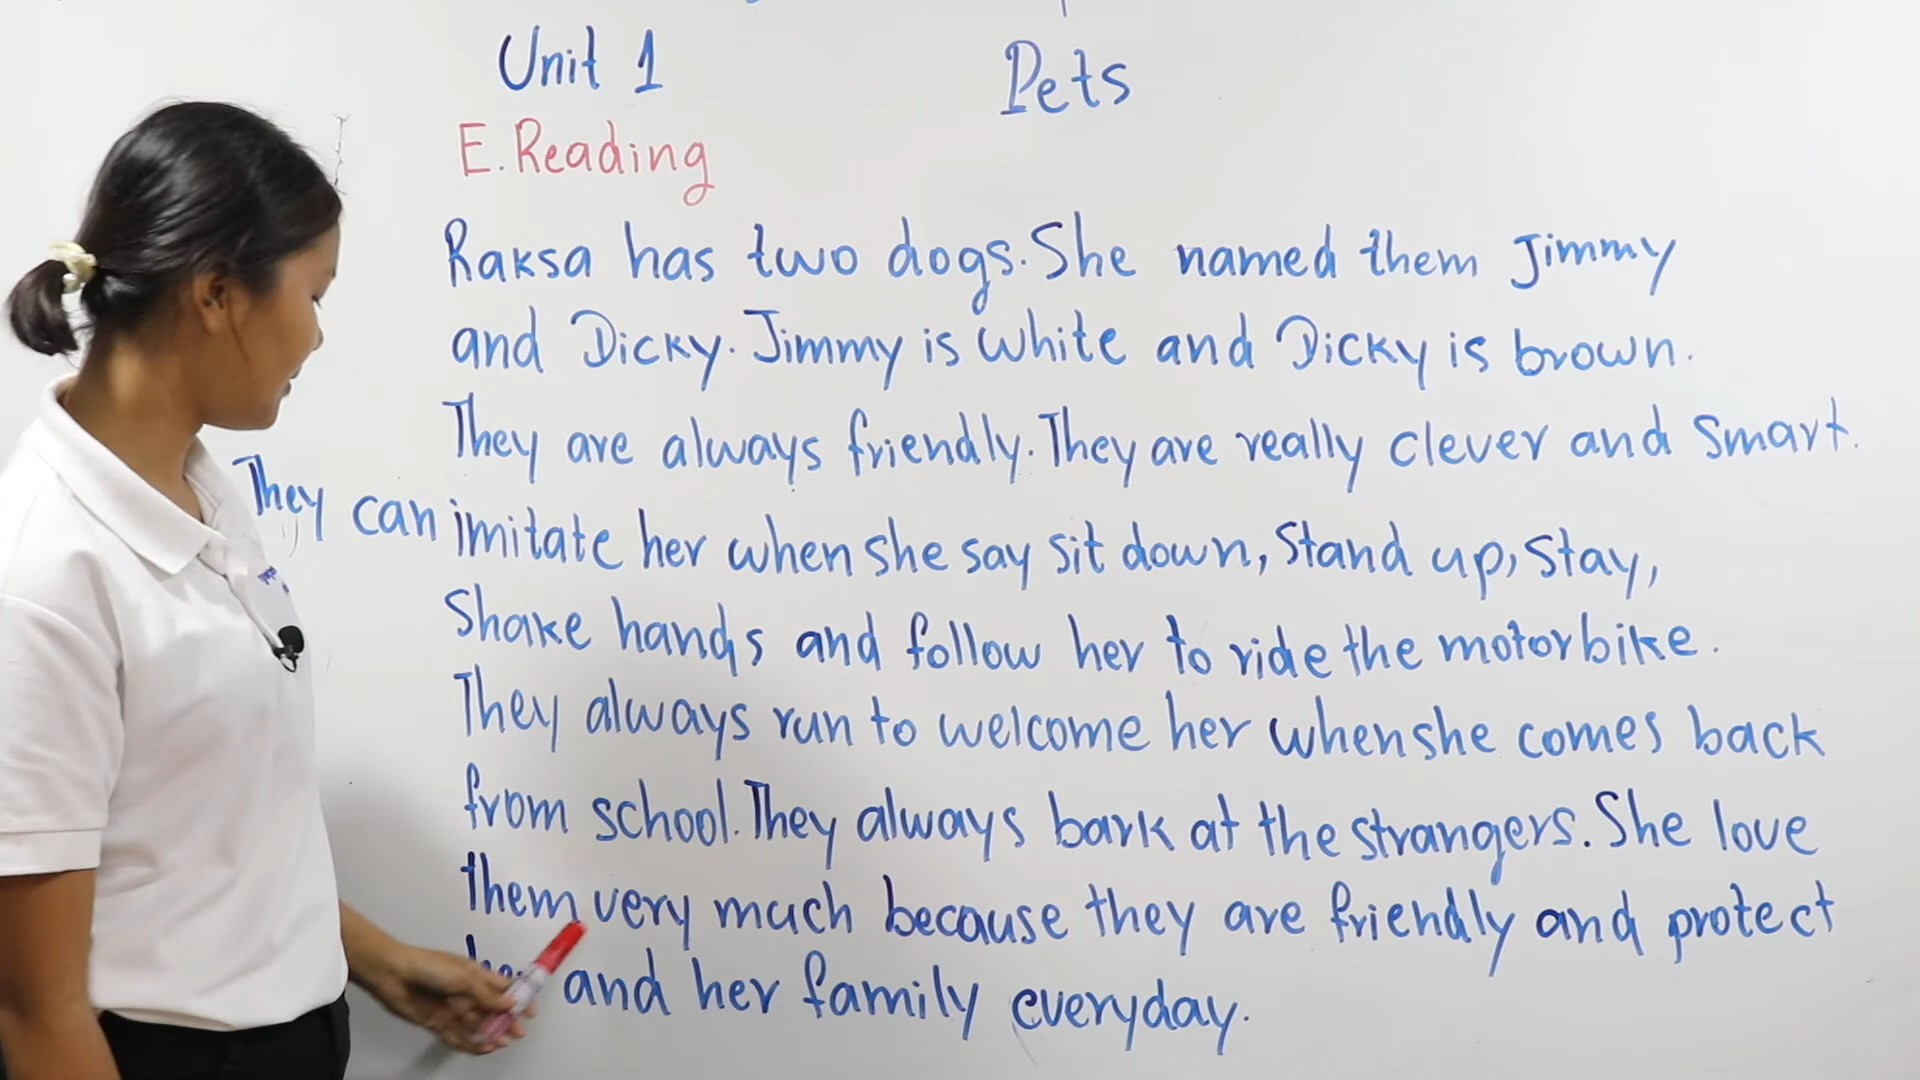 Unit 1 Pets
E. Reading
Raksa has two dogs. She named them Jimmy
and Dicky. Jimmy is white and Dicky is brown.
They are always friendly. They are really clever and smart.
They can imitate her when she say sit down, stand up, stay,
shake hands and follow her to ride the motorbike.
They always run to welcome her when she comes back
from school. They always bark at the strangers. She love
them very much because they are friendly and protect
and her family everyday.